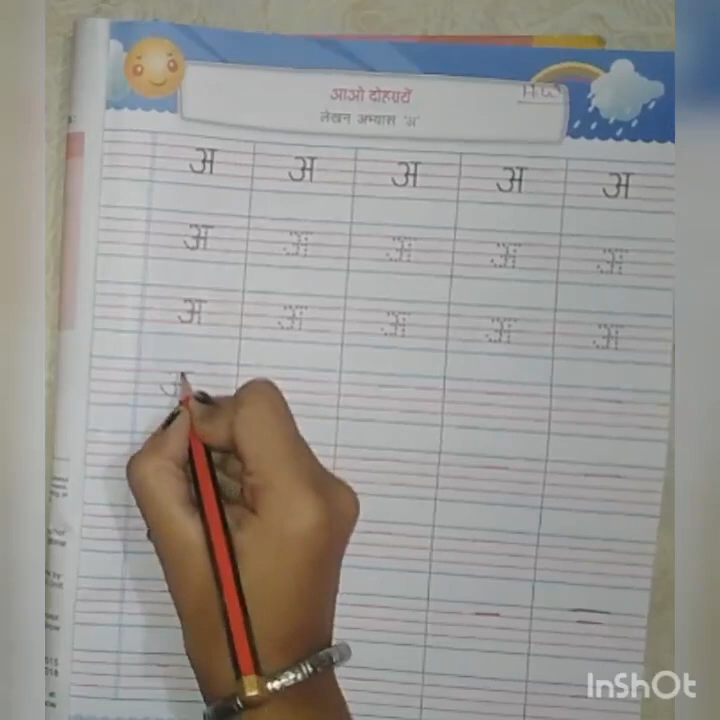 आओ दोहराएँ
H.W
लेखन अभ्यास 'अ'
अ अ अ अ अ
अ अ अ अ अ
अ अ अ अ अ
InShOt